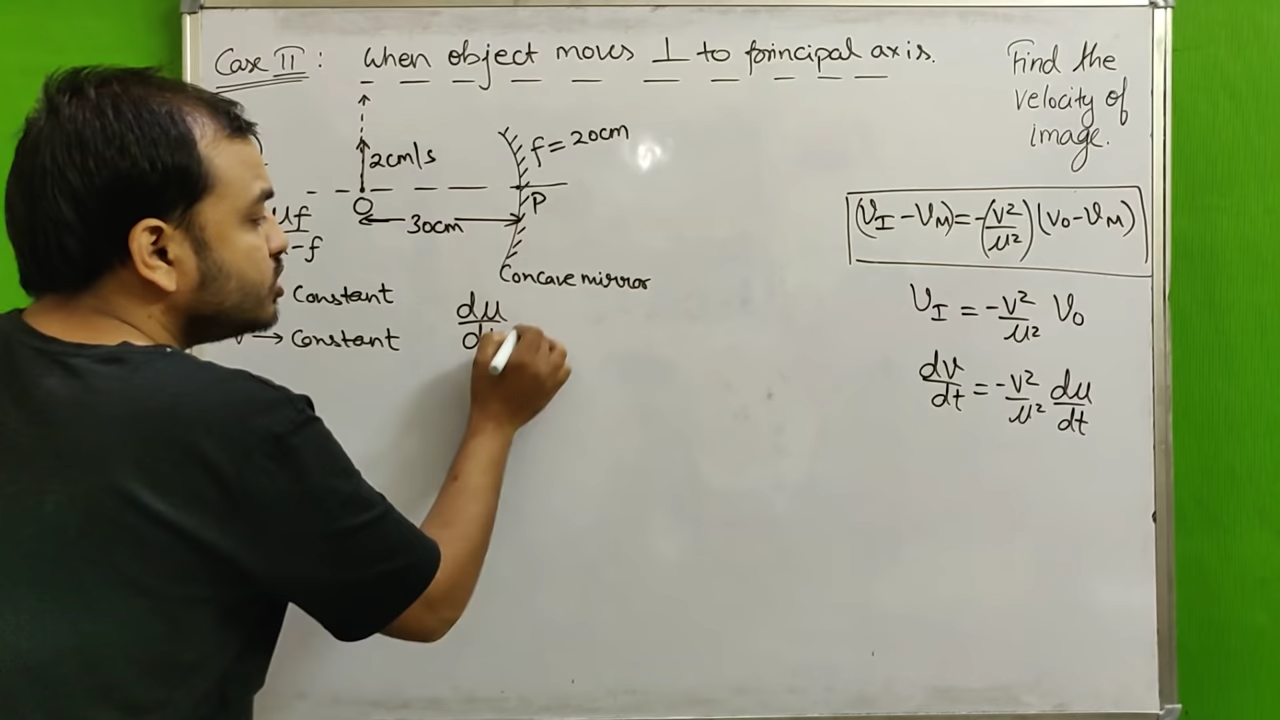 Case II : When object moves ⊥ to principal axis.
Find the
velocity of
image.
2cm/s
f = 20cm
O
P
30cm
Concave mirror
uf
-f
Constant
→ Constant
du
(V_I - V_M) = -(v²/u²)(v_O - v_M)
V_I = -v²/u² V_O
dv/dt = -v²/u² du/dt